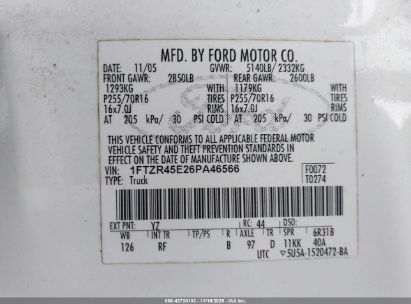 MFD. BY FORD MOTOR CO.
DATE: 11/05 GVWR: 5140LB/ 2332KG
FRONT GAWR: 2850LB REAR GAWR: 2600LB
1293KG WITH 1179KG WITH
P255/70R16 TIRES P255/70R16 TIRES
16x7.0J RIMS 16x7.0J RIMS
AT 205 kPa/ 30 PSI COLD AT 205 kPa/ 30 PSI COLD
THIS VEHICLE CONFORMS TO ALL APPLICABLE FEDERAL MOTOR
VEHICLE SAFETY AND THEFT PREVENTION STANDARDS IN EFFECT
ON THE DATE OF MANUFACTURE SHOWN ABOVE.
VIN: 1FTZR45E26PA46566 F0072
TYPE: Truck T0274
EXT PNT: YZ RC: 44 DSO:
WB INT TR TP/PS R AXLE TR SPR 6R31B
126 RF B 97 D 11KK 40A
UTC 5U5A-1520472-BA